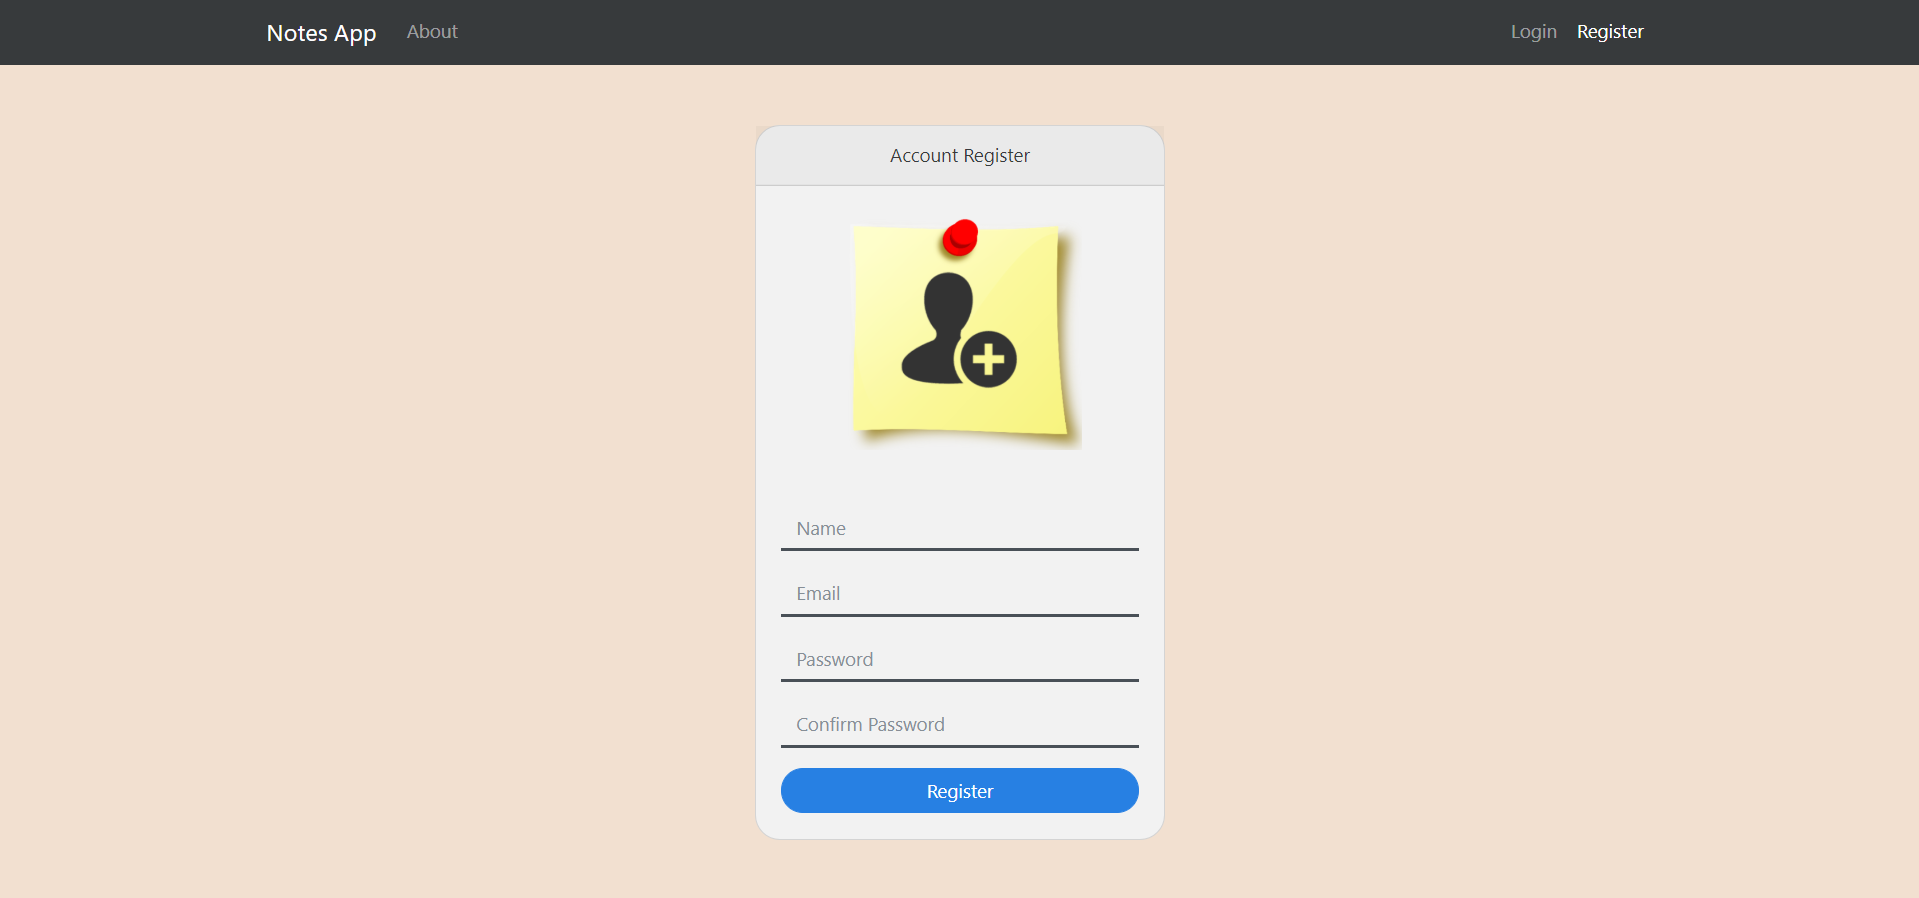 Notes App About Login Register
Account Register
Name
Email
Password
Confirm Password
Register